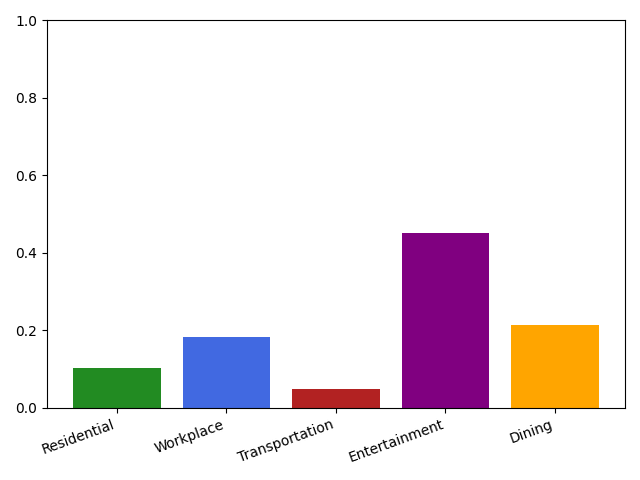 1.0
0.8
0.6
0.4
0.2
0.0
Residential
Workplace
Transportation
Entertainment
Dining